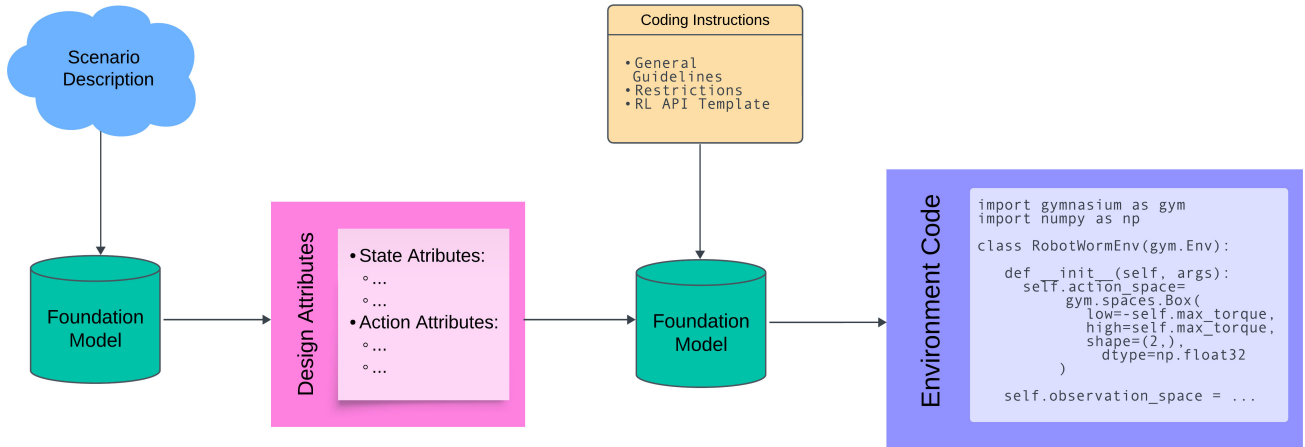 Scenario
Description
Foundation
Model
Design Attributes
•State Atributes:
◦...
◦...
•Action Attributes:
◦...
◦...
Coding Instructions
•General
Guidelines
•Restrictions
•RL API Template
Foundation
Model
Environment Code
import gymnasium as gym
import numpy as np
class RobotWormEnv(gym.Env):
def __init__(self, args):
self.action_space=
gym.spaces.Box(
low=-self.max_torque,
high=self.max_torque,
shape=(2,),
dtype=np.float32
)
self.observation_space = ...